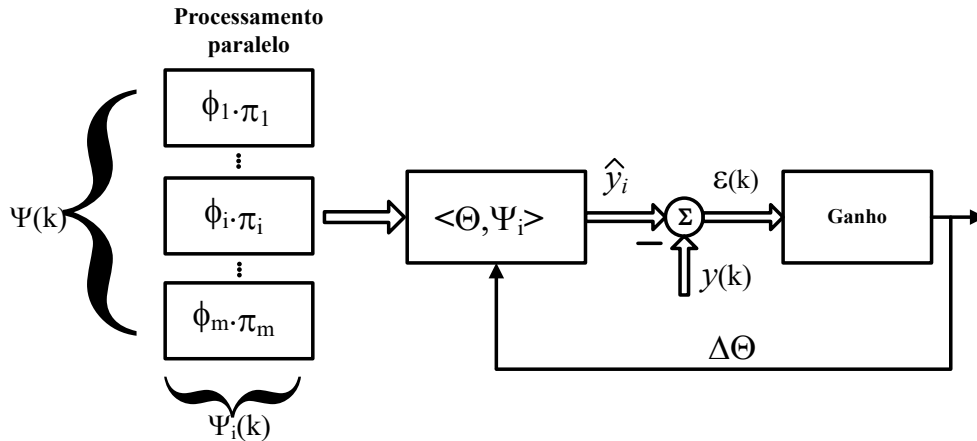 Processamento
paralelo
ϕ₁.π₁
Ψ(k)
ϕᵢ.πᵢ
ϕₘ.πₘ
Ψᵢ(k)
<Θ,Ψᵢ>
ŷᵢ
Σ
−
y(k)
ε(k)
Ganho
ΔΘ